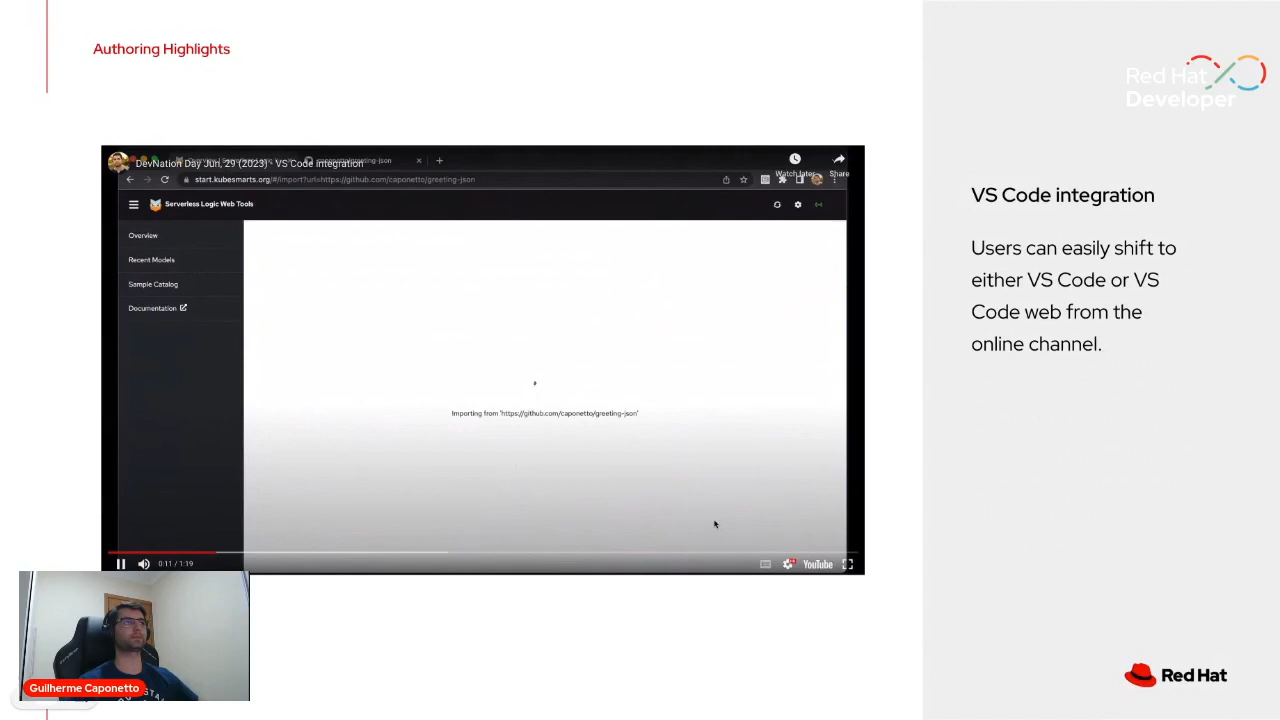 Authoring Highlights
Red Hat
Developer
DevNation Day Jun, 29 (2023) - VS Code integration
start.kubesmarts.org/#/import?url=https://github.com/caponetto/greeting-json
Watch later
Share
Serverless Logic Web Tools
Overview
Recent Models
Sample Catalog
Documentation
Importing from 'https://github.com/caponetto/greeting-json'
0:11 / 1:19
YouTube
VS Code integration
Users can easily shift to
either VS Code or VS
Code web from the
online channel.
Guilherme Caponetto
Red Hat